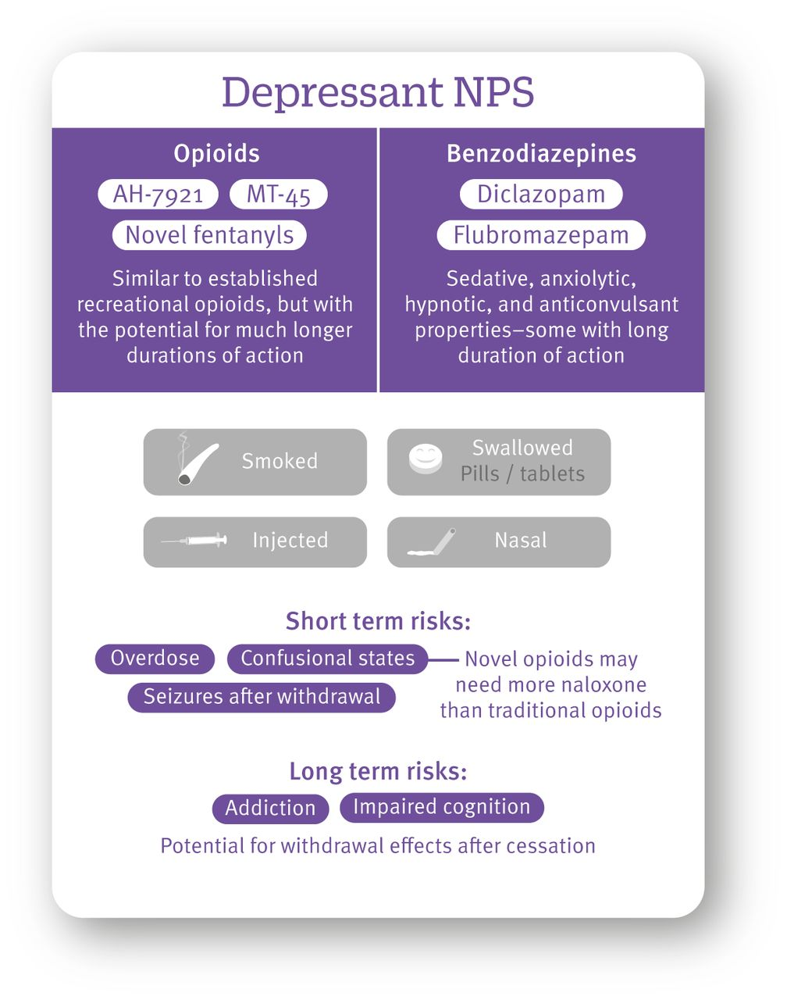 Depressant NPS
Opioids
AH-7921 MT-45
Novel fentanyls
Similar to established
recreational opioids, but with
the potential for much longer
durations of action
Benzodiazepines
Diclazopam
Flubromazepam
Sedative, anxiolytic,
hypnotic, and anticonvulsant
properties–some with long
duration of action
Smoked
Swallowed
Pills / tablets
Injected
Nasal
Short term risks:
Overdose Confusional states
Seizures after withdrawal
Novel opioids may
need more naloxone
than traditional opioids
Long term risks:
Addiction Impaired cognition
Potential for withdrawal effects after cessation